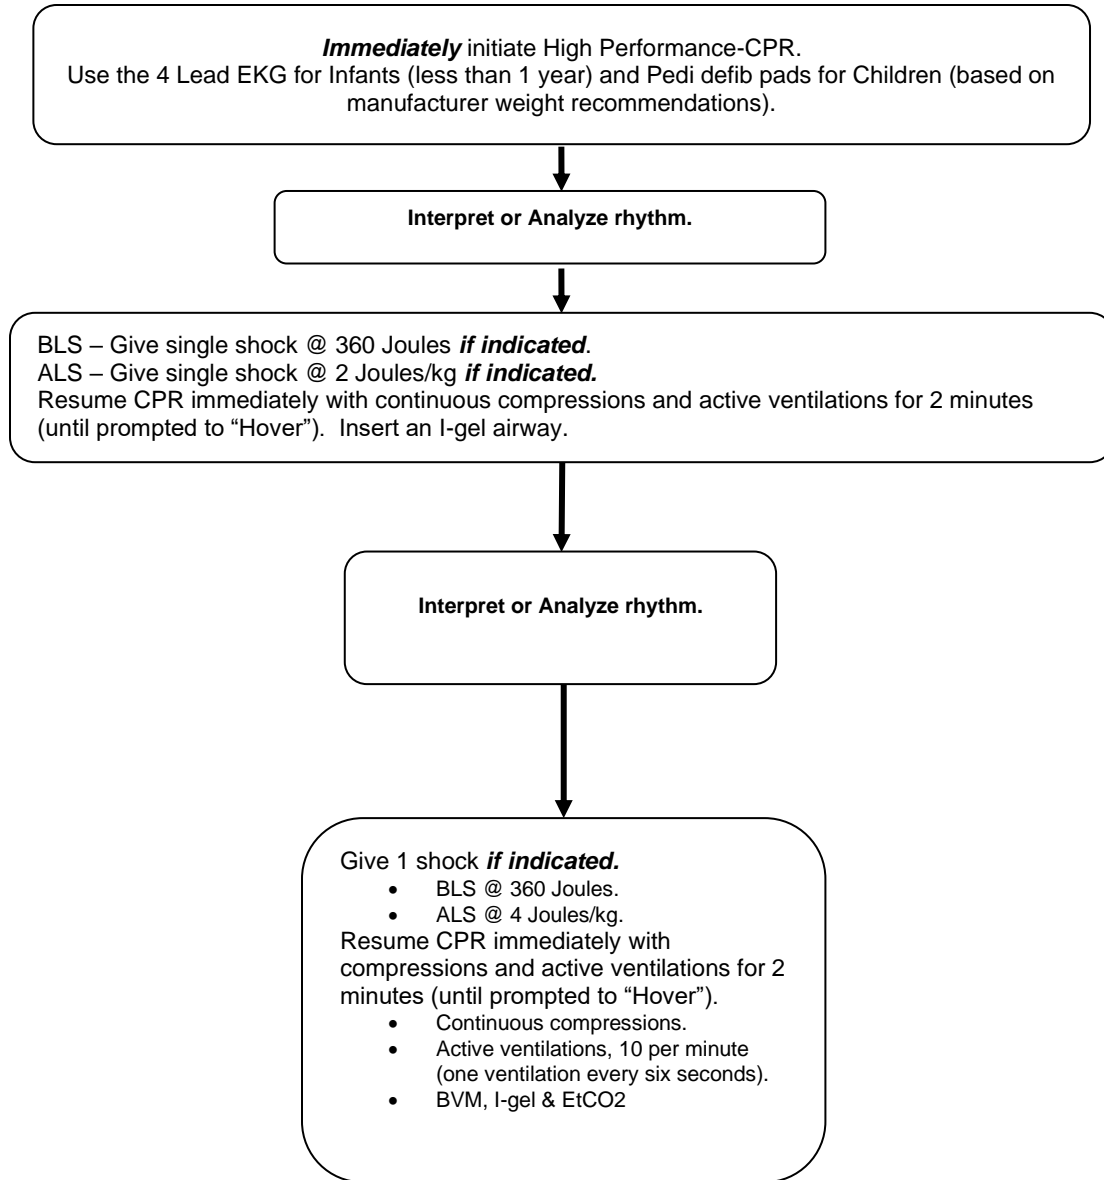 Immediately initiate High Performance-CPR.
Use the 4 Lead EKG for Infants (less than 1 year) and Pedi defib pads for Children (based on
manufacturer weight recommendations).
Interpret or Analyze rhythm.
BLS – Give single shock @ 360 Joules if indicated.
ALS – Give single shock @ 2 Joules/kg if indicated.
Resume CPR immediately with continuous compressions and active ventilations for 2 minutes
(until prompted to “Hover”).  Insert an I-gel airway.
Interpret or Analyze rhythm.
Give 1 shock if indicated.
• BLS @ 360 Joules.
• ALS @ 4 Joules/kg.
Resume CPR immediately with
compressions and active ventilations for 2
minutes (until prompted to “Hover”).
• Continuous compressions.
• Active ventilations, 10 per minute
(one ventilation every six seconds).
• BVM, I-gel & EtCO2